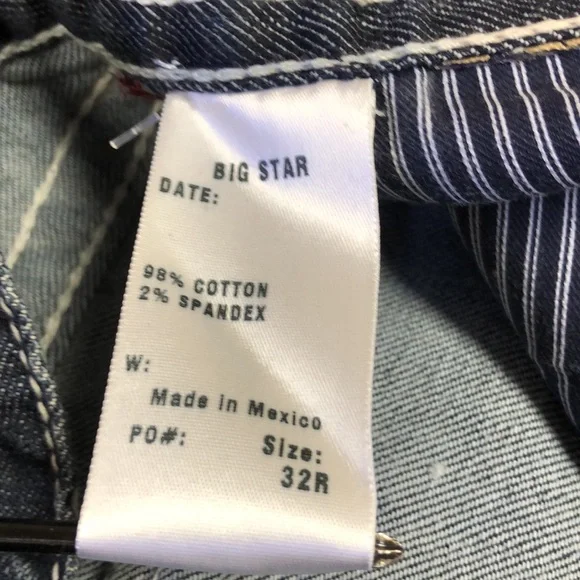 BIG STAR
DATE:
98% COTTON
2% SPANDEX
W:
Made in Mexico
PO#: Size:
32R